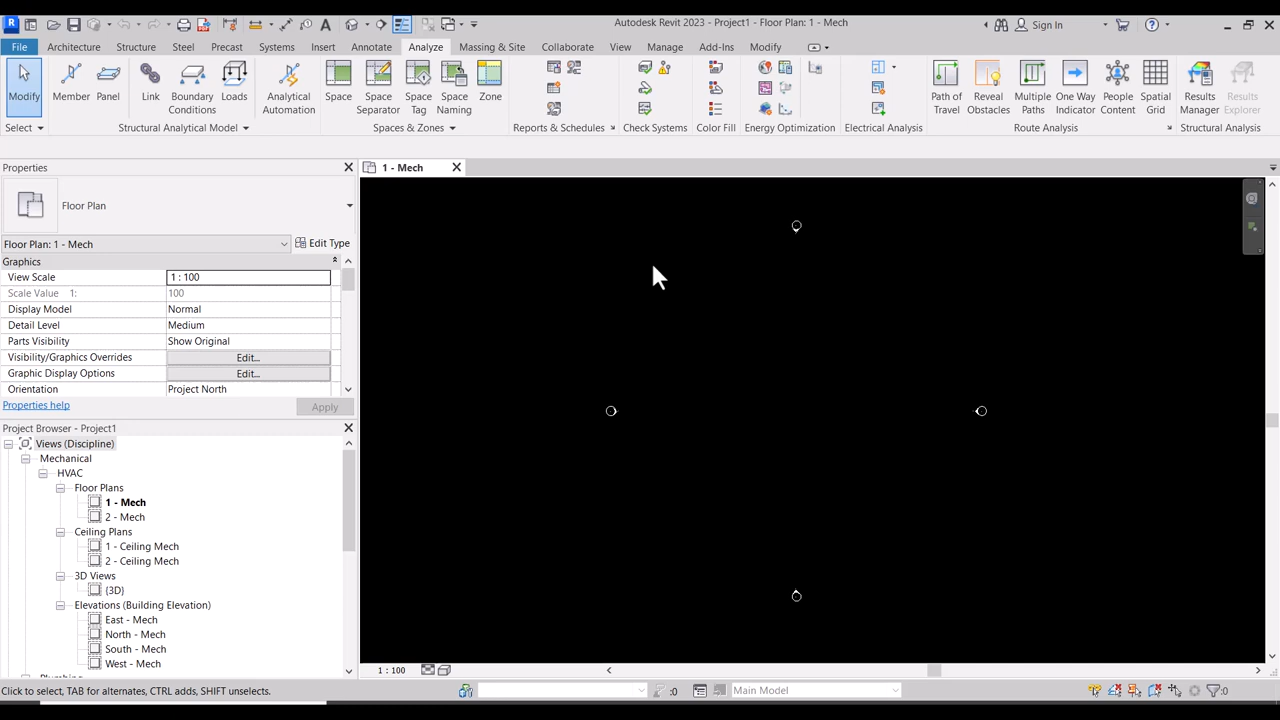 Autodesk Revit 2023 - Project1 - Floor Plan: 1 - Mech
Sign In
File Architecture Structure Steel Precast Systems Insert Annotate Analyze Massing & Site Collaborate View Manage Add-Ins Modify
Modify Member Panel Link Boundary Conditions Loads Analytical Automation Space Space Separator Space Tag Space Naming Zone Path of Travel Reveal Obstacles Multiple Paths One Way Indicator People Content Spatial Grid Results Manager Results Explorer
Select Structural Analytical Model Spaces & Zones Reports & Schedules Check Systems Color Fill Energy Optimization Electrical Analysis Route Analysis Structural Analysis
Properties
1 - Mech
Floor Plan
Floor Plan: 1 - Mech Edit Type
Graphics
View Scale 1 : 100
Scale Value 1: 100
Display Model Normal
Detail Level Medium
Parts Visibility Show Original
Visibility/Graphics Overrides Edit...
Graphic Display Options Edit...
Orientation Project North
Properties help Apply
Project Browser - Project1
Views (Discipline)
Mechanical
HVAC
Floor Plans
1 - Mech
2 - Mech
Ceiling Plans
1 - Ceiling Mech
2 - Ceiling Mech
3D Views
{3D}
Elevations (Building Elevation)
East - Mech
North - Mech
South - Mech
West - Mech
1 : 100
Click to select, TAB for alternates, CTRL adds, SHIFT unselects. :0 Main Model :0